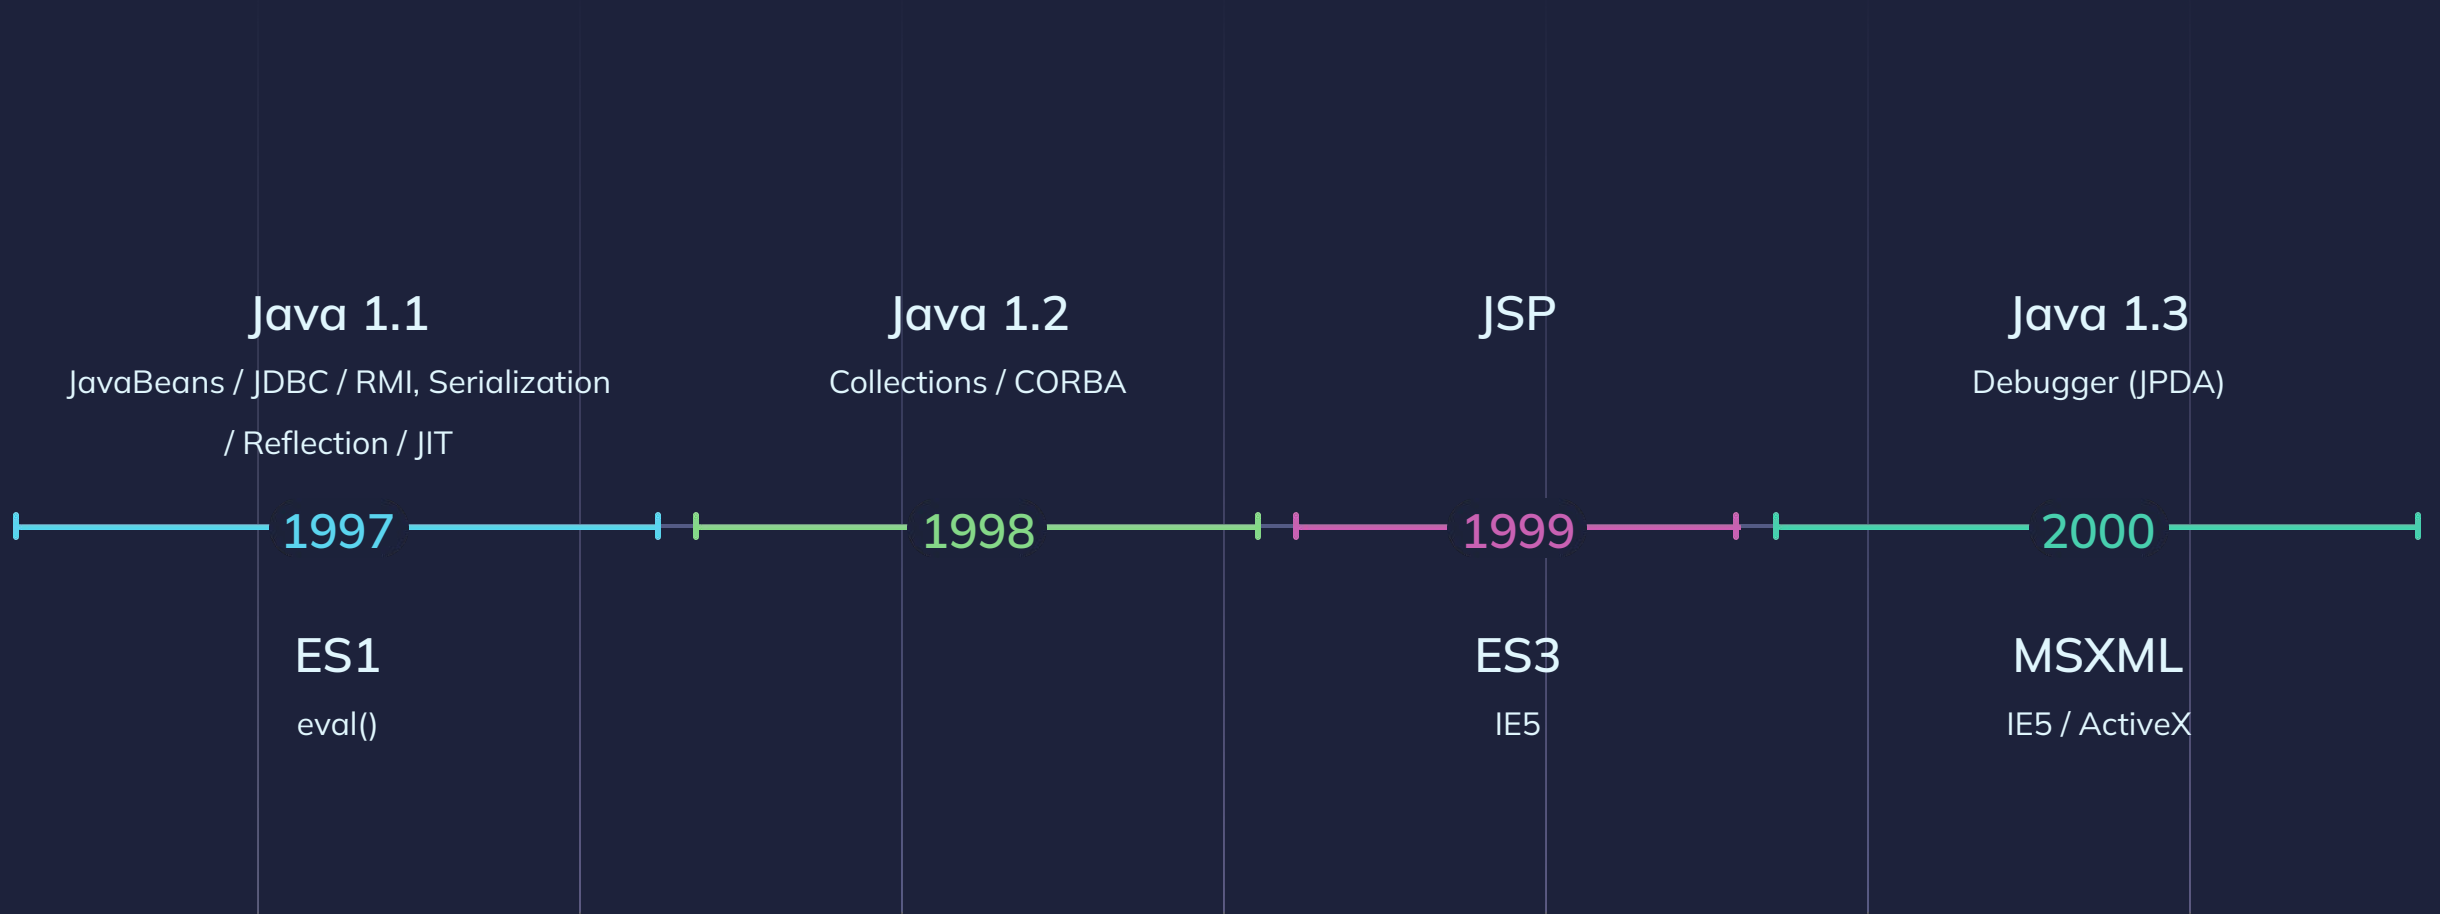 Java 1.1
JavaBeans / JDBC / RMI, Serialization
/ Reflection / JIT
Java 1.2
Collections / CORBA
JSP
Java 1.3
Debugger (JPDA)
1997
1998
1999
2000
ES1
eval()
ES3
IE5
MSXML
IE5 / ActiveX